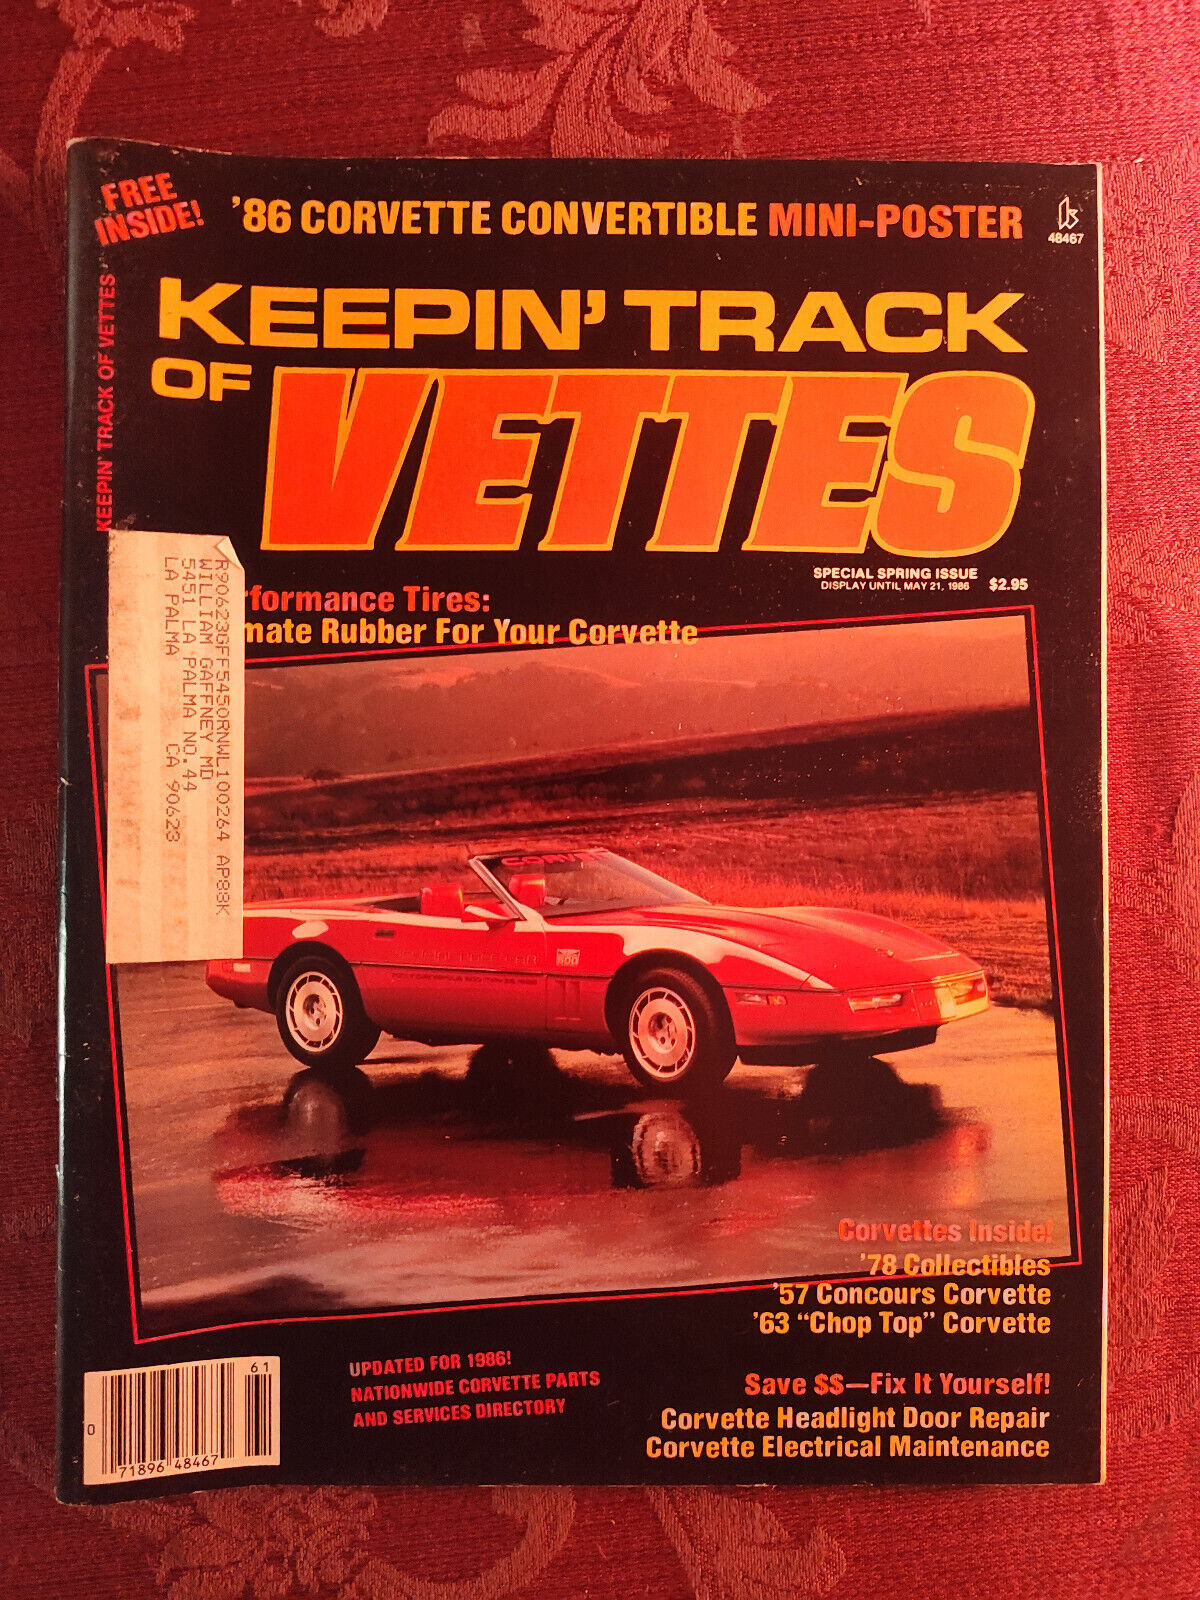 FREE
INSIDE!
'86 CORVETTE CONVERTIBLE MINI-POSTER
48467
KEEPIN' TRACK
OF VETTES
KEEPIN' TRACK OF VETTES
SPECIAL SPRING ISSUE
DISPLAY UNTIL MAY 21, 1986
$2.95
rformance Tires:
mate Rubber For Your Corvette
R90623GFF5450RNWL100264 AP88K
WILLIAM GAFFNEY MD
5451 LA PALMA NO.44
LA PALMA CA 90623
CORVET
Corvettes Inside!
'78 Collectibles
'57 Concours Corvette
'63 "Chop Top" Corvette
Save $$—Fix It Yourself!
Corvette Headlight Door Repair
Corvette Electrical Maintenance
UPDATED FOR 1986!
NATIONWIDE CORVETTE PARTS
AND SERVICES DIRECTORY
61
0
71896 48467